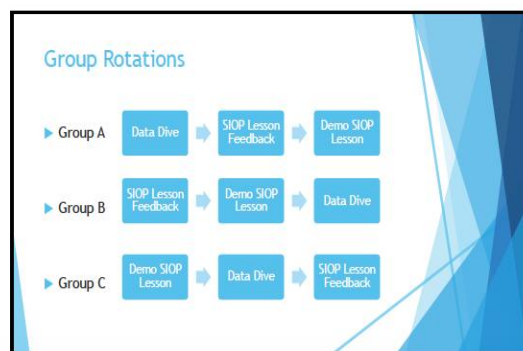 Group Rotations
Group A
Data Dive
SIOP Lesson
Feedback
Demo SIOP
Lesson
Group B
SIOP Lesson
Feedback
Demo SIOP
Lesson
Data Dive
Group C
Demo SIOP
Lesson
Data Dive
SIOP Lesson
Feedback